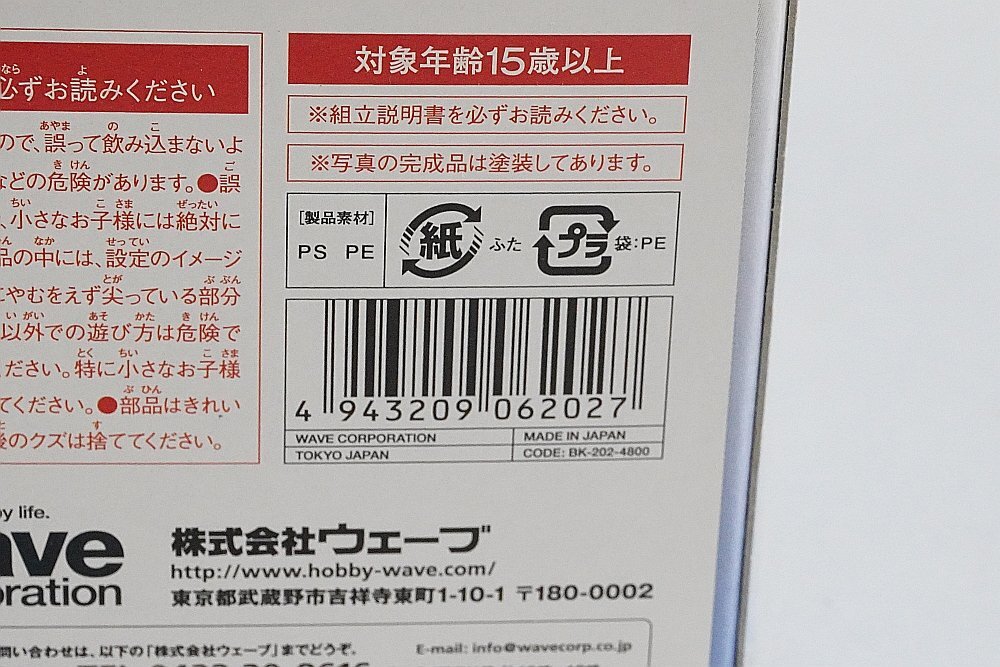 必ずお読みください
ので、誤って飲み込まないよ
などの危険があります。●誤
、小さなお子様には絶対に
品の中には、設定のイメージ
にやむをえず尖っている部分
以外での遊び方は危険で
ください。特に小さなお子様
てください。●部品はきれい
後のクズは捨ててください。
対象年齢15歳以上
※組立説明書を必ずお読みください。
※写真の完成品は塗装してあります。
[製品素材]
PS PE
紙 ふた プラ 袋:PE
4 943209 062027
WAVE CORPORATION MADE IN JAPAN
TOKYO JAPAN CODE: BK-202-4800
by life.
ave
oration
株式会社ウェーブ
http://www.hobby-wave.com/
東京都武蔵野市吉祥寺東町1-10-1 〒180-0002
問い合わせは、以下の「株式会社ウェーブ」までどうぞ。
E-mail: info@wavecorp.co.jp